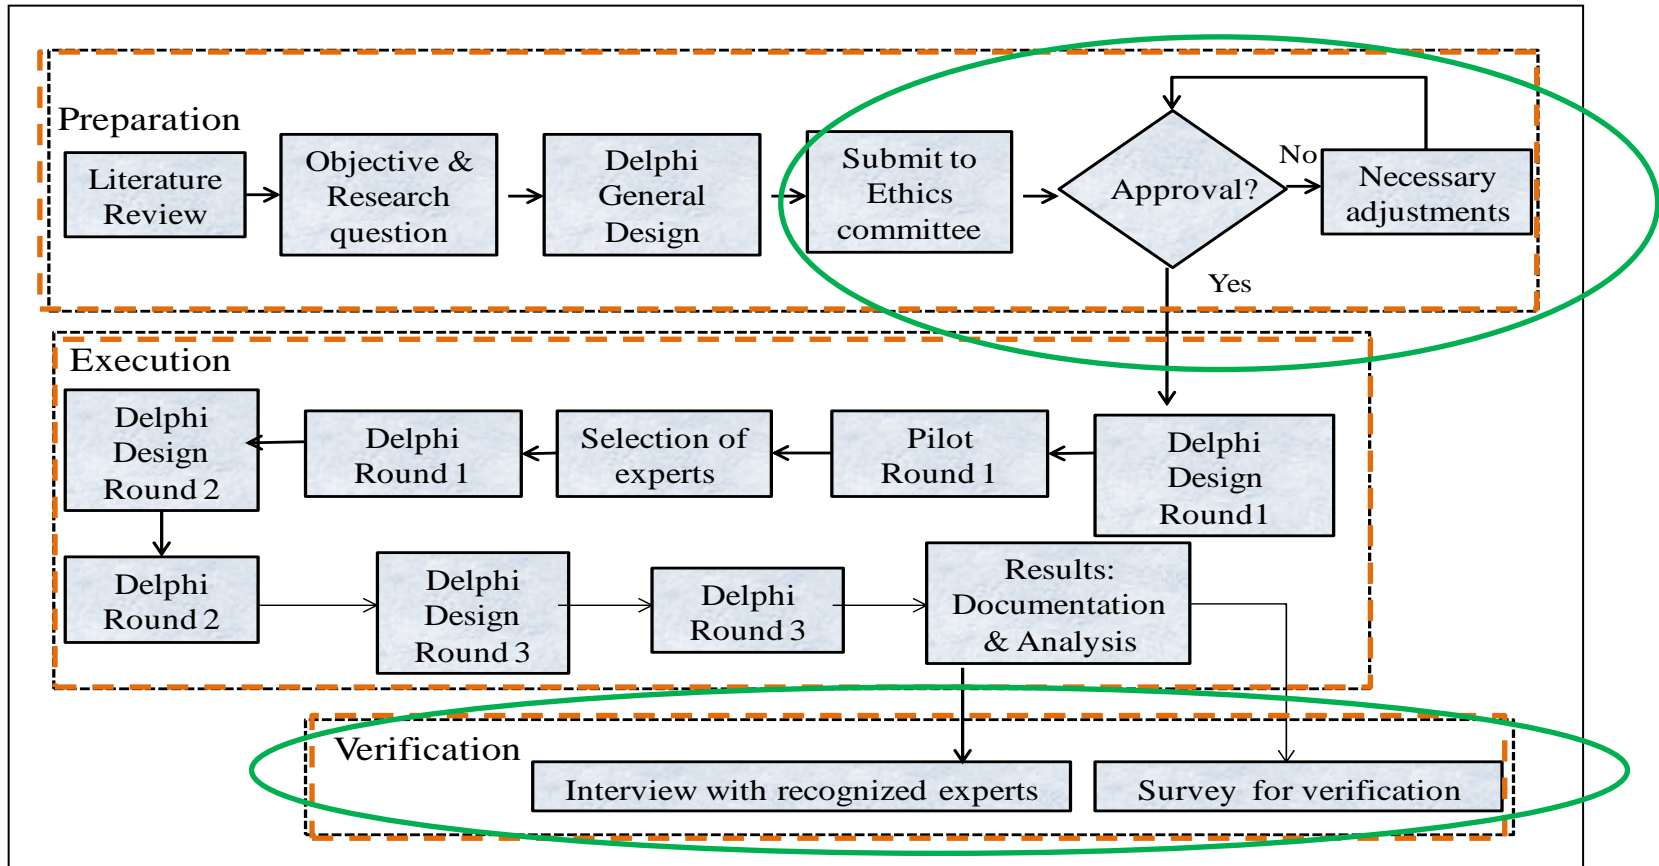 Preparation
Literature
Review
Objective &
Research
question
Delphi
General
Design
Submit to
Ethics
committee
Approval?
No
Necessary
adjustments
Yes
Execution
Delphi
Design
Round 2
Delphi
Round 1
Selection of
experts
Pilot
Round 1
Delphi
Design
Round1
Delphi
Round 2
Delphi
Design
Round 3
Delphi
Round 3
Results:
Documentation
& Analysis
Verification
Interview with recognized experts
Survey for verification